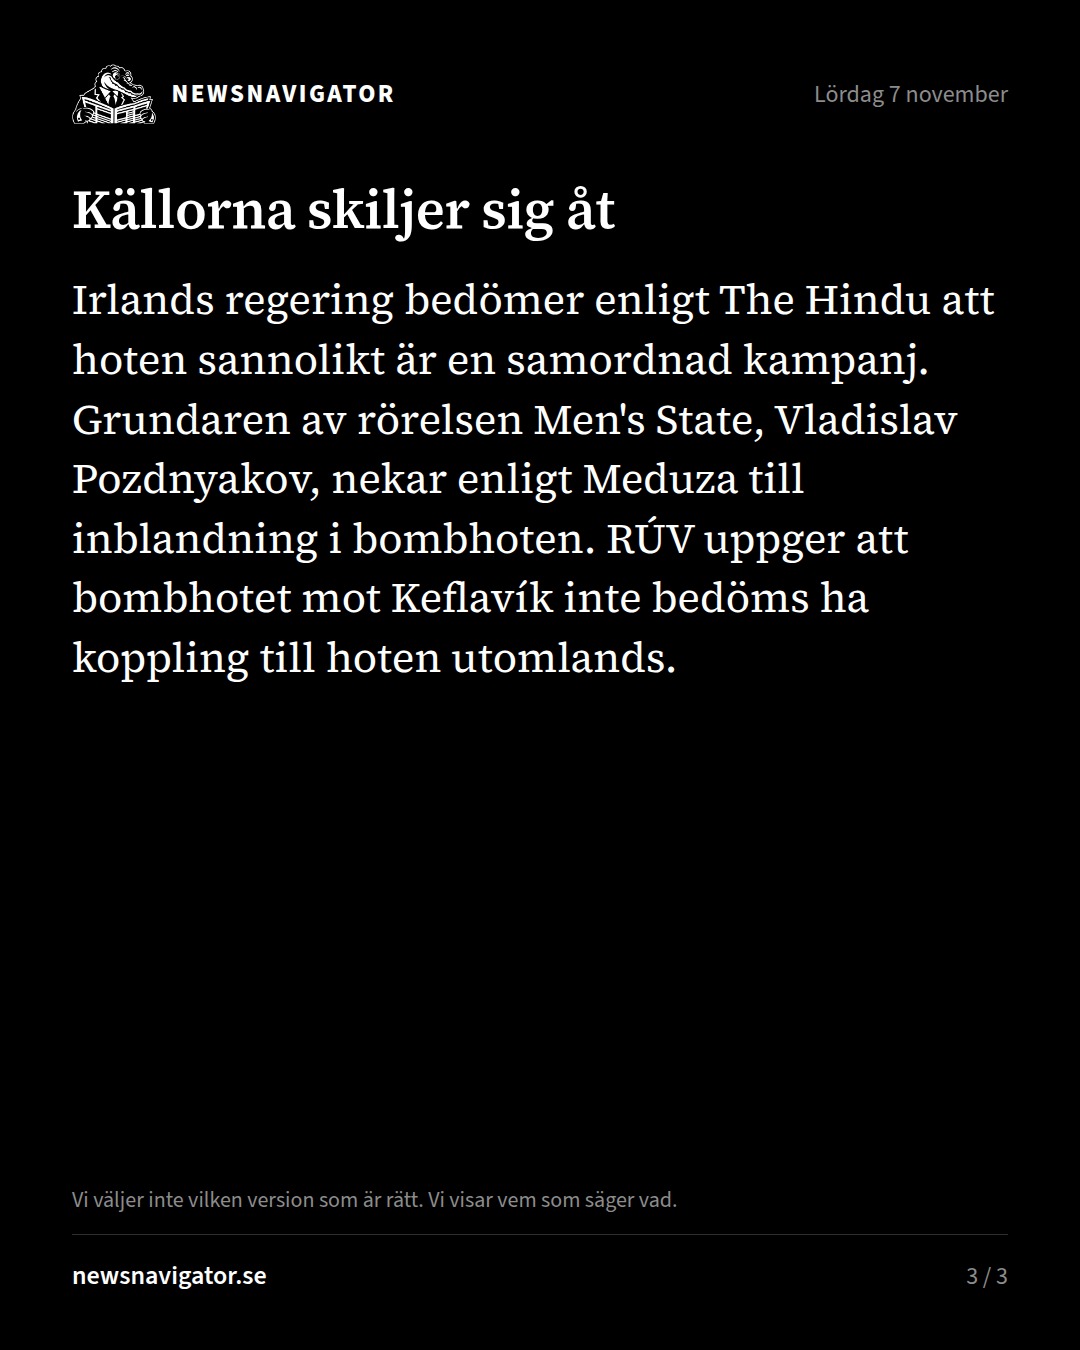 NEWSNAVIGATOR
Lördag 7 november
Källorna skiljer sig åt
Irlands regering bedömer enligt The Hindu att
hoten sannolikt är en samordnad kampanj.
Grundaren av rörelsen Men's State, Vladislav
Pozdnyakov, nekar enligt Meduza till
inblandning i bombhoten. RÚV uppger att
bombhotet mot Keflavík inte bedöms ha
koppling till hoten utomlands.
Vi väljer inte vilken version som är rätt. Vi visar vem som säger vad.
newsnavigator.se
3 / 3